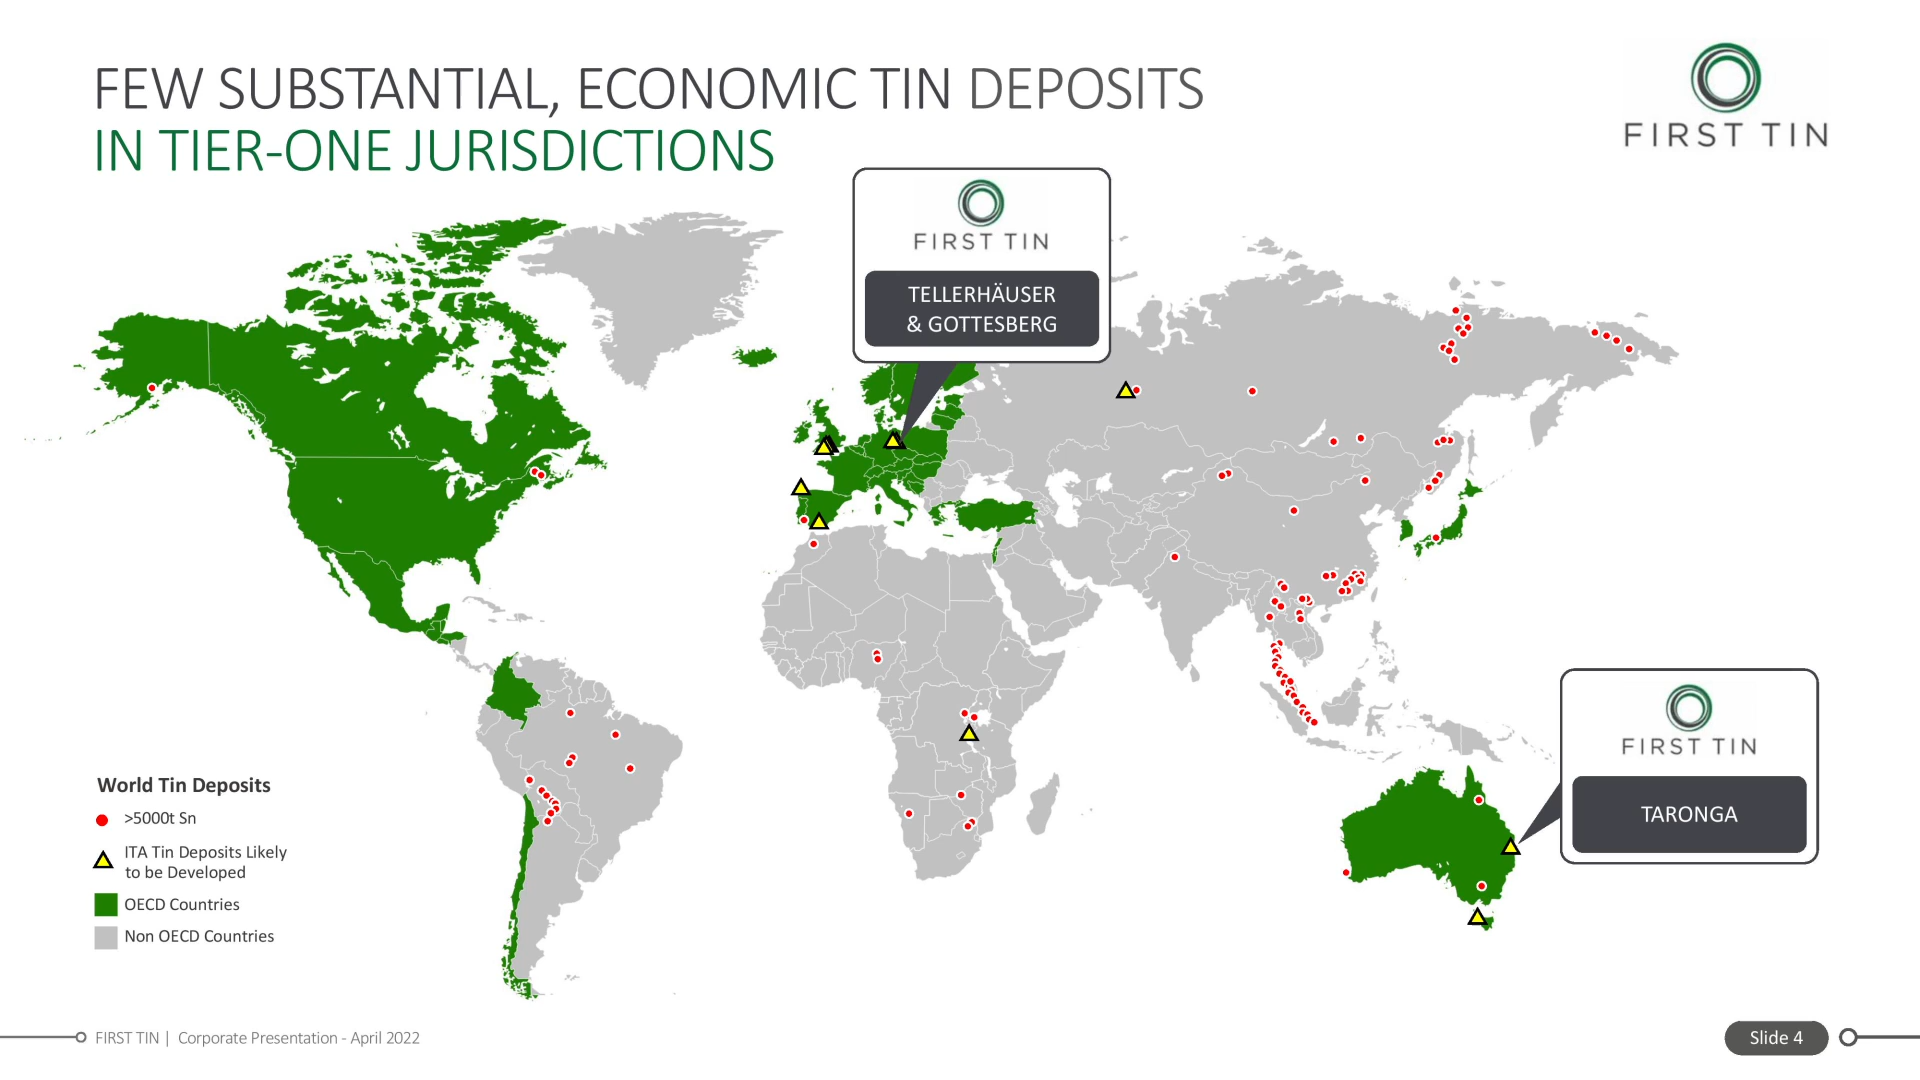 FEW SUBSTANTIAL, ECONOMIC TIN DEPOSITS
IN TIER-ONE JURISDICTIONS
FIRST TIN
FIRST TIN
TELLERHÄUSER
& GOTTESBERG
FIRST TIN
TARONGA
World Tin Deposits
>5000t Sn
ITA Tin Deposits Likely
to be Developed
OECD Countries
Non OECD Countries
FIRST TIN | Corporate Presentation - April 2022
Slide 4